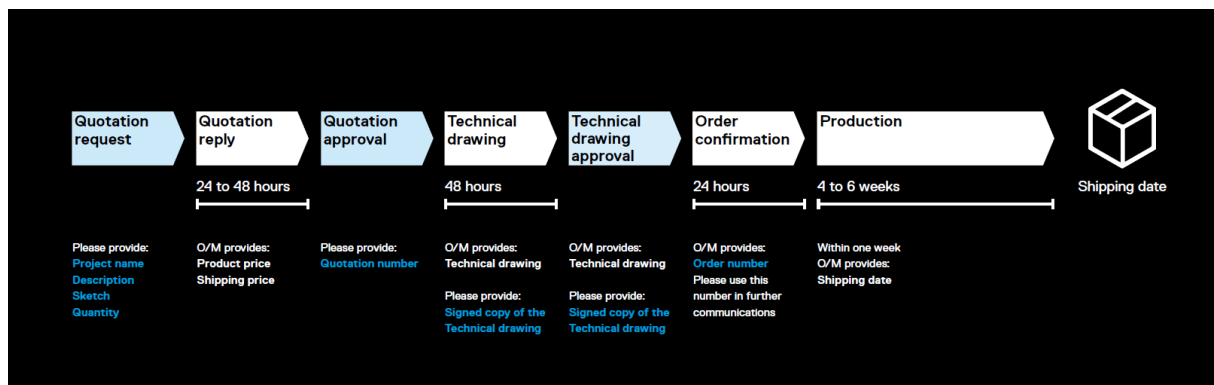 Quotation
request
Quotation
reply
Quotation
approval
Technical
drawing
Technical
drawing
approval
Order
confirmation
Production
24 to 48 hours
48 hours
24 hours
4 to 6 weeks
Shipping date
Please provide:
Project name
Description
Sketch
Quantity
O/M provides:
Product price
Shipping price
Please provide:
Quotation number
O/M provides:
Technical drawing
Please provide:
Signed copy of the
Technical drawing
O/M provides:
Technical drawing
Please provide:
Signed copy of the
Technical drawing
O/M provides:
Order number
Please use this
number in further
communications
Within one week
O/M provides:
Shipping date